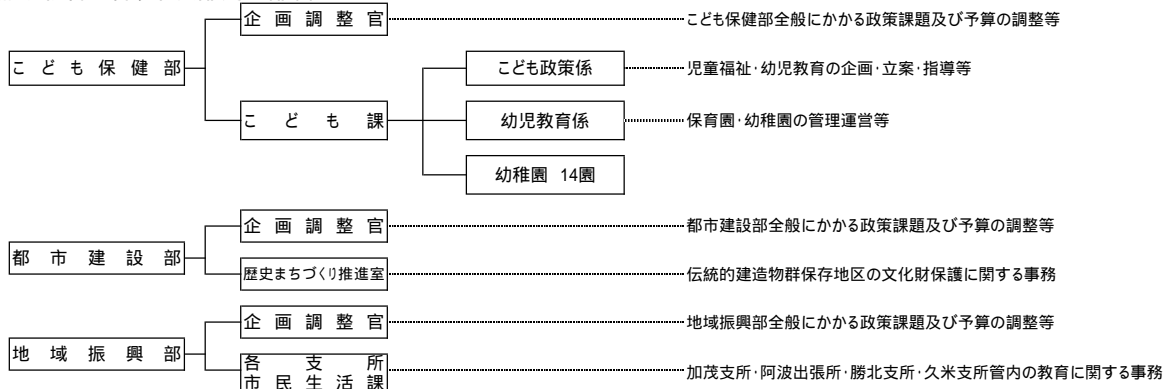 企画調整官 こども保健部全般にかかる政策課題及び予算の調整等
こども保健部
こども政策係 児童福祉・幼児教育の企画・立案・指導等
こども課
幼児教育係 保育園・幼稚園の管理運営等
幼稚園 14園
企画調整官 都市建設部全般にかかる政策課題及び予算の調整等
都市建設部
歴史まちづくり推進室 伝統的建造物群保存地区の文化財保護に関する事務
企画調整官 地域振興部全般にかかる政策課題及び予算の調整等
地域振興部
各支所
市民生活課
加茂支所・阿波出張所・勝北支所・久米支所管内の教育に関する事務